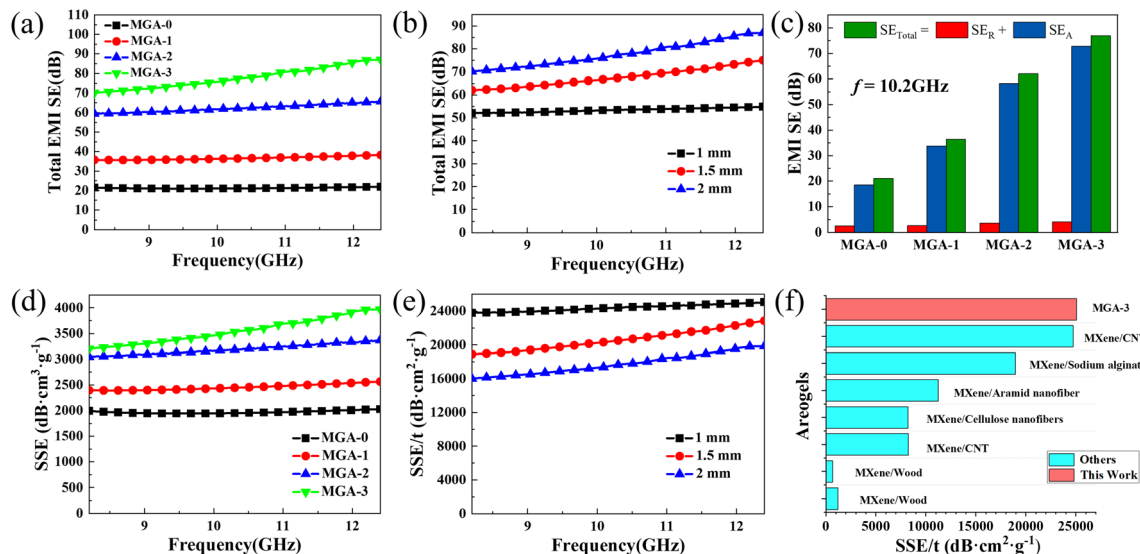 (a)
Total EMI SE(dB)
110
100
90
80
70
60
50
40
30
20
10
0
MGA-0
MGA-1
MGA-2
MGA-3
9
10
11
12
Frequency(GHz)
(b)
Total EMI SE(dB)
90
80
70
60
50
40
30
20
10
0
1 mm
1.5 mm
2 mm
9
10
11
12
Frequency(GHz)
(c)
EMI SE (dB)
80
70
60
50
40
30
20
10
0
SE_Total = SE_R + SE_A
f = 10.2GHz
MGA-0
MGA-1
MGA-2
MGA-3
(d)
SSE (dB·cm³·g⁻¹)
4000
3500
3000
2500
2000
1500
1000
500
0
MGA-0
MGA-1
MGA-2
MGA-3
9
10
11
12
Frequency(GHz)
(e)
SSE/t (dB·cm²·g⁻¹)
24000
20000
16000
12000
8000
4000
0
1 mm
1.5 mm
2 mm
9
10
11
12
Frequency(GHz)
(f)
Areogels
MGA-3
MXene/CN
MXene/Sodium alginat
MXene/Aramid nanofiber
MXene/Cellulose nanofibers
MXene/CNT
MXene/Wood
MXene/Wood
Others
This Work
0
5000
10000
15000
20000
25000
SSE/t (dB·cm²·g⁻¹)